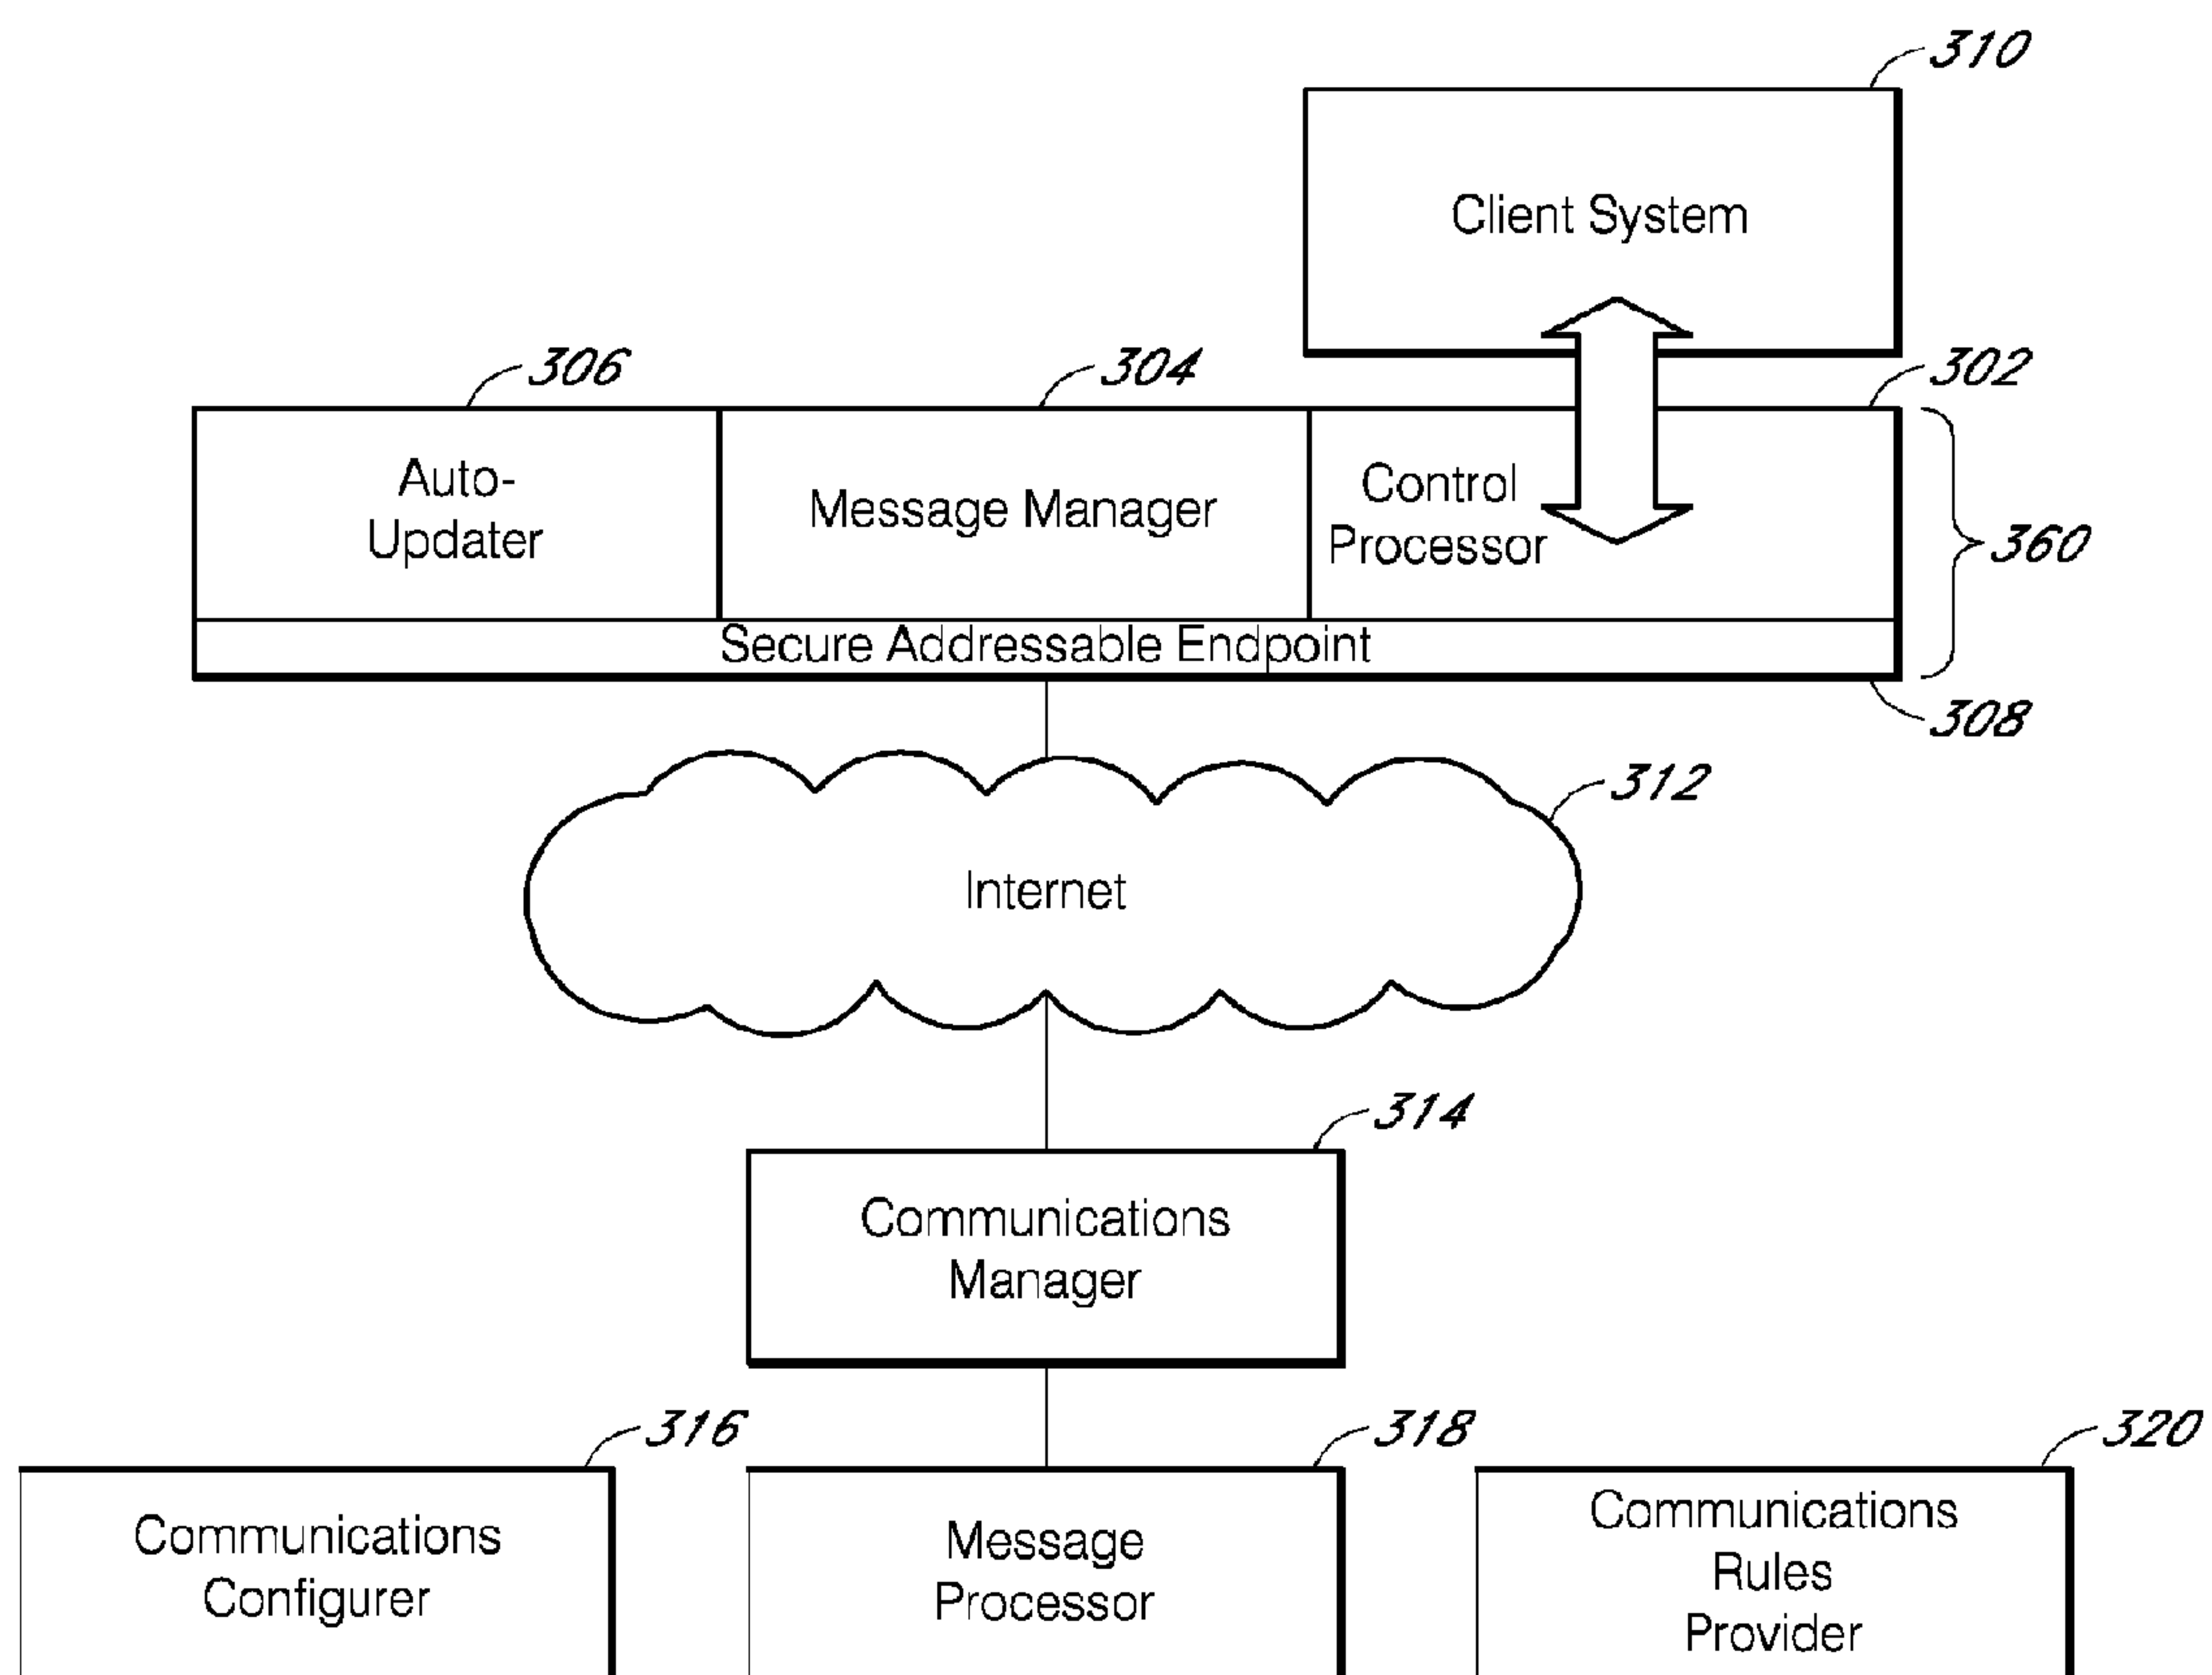 310
Client System
306
304
302
Auto-
Updater
Message Manager
Control
Processor
360
Secure Addressable Endpoint
308
312
Internet
314
Communications
Manager
316
318
320
Communications
Configurer
Message
Processor
Communications
Rules
Provider